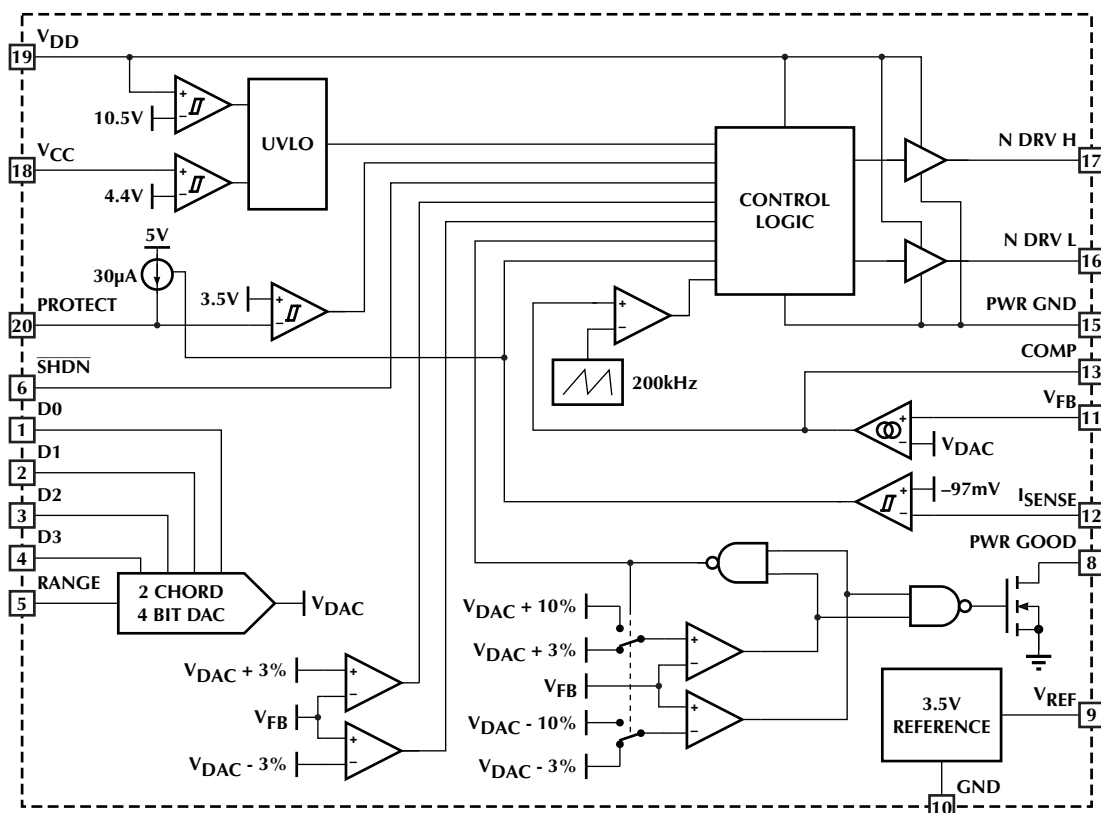 VDD
19
+
−
10.5V
UVLO
VCC
18
+
−
4.4V
5V
30µA
3.5V
+
−
PROTECT
20
SHDN
6
D0
1
D1
2
D2
3
D3
4
RANGE
5
2 CHORD
4 BIT DAC
VDAC
CONTROL
LOGIC
N DRV H
17
N DRV L
16
PWR GND
15
+
−
200kHz
COMP
13
VFB
11
+
−
VDAC
+
−
–97mV
ISENSE
12
PWR GOOD
8
VDAC + 3%
+
−
VFB
+
−
VDAC - 3%
VDAC + 10%
VDAC + 3%
+
−
VFB
+
−
VDAC - 10%
VDAC - 3%
3.5V
REFERENCE
VREF
9
GND
10